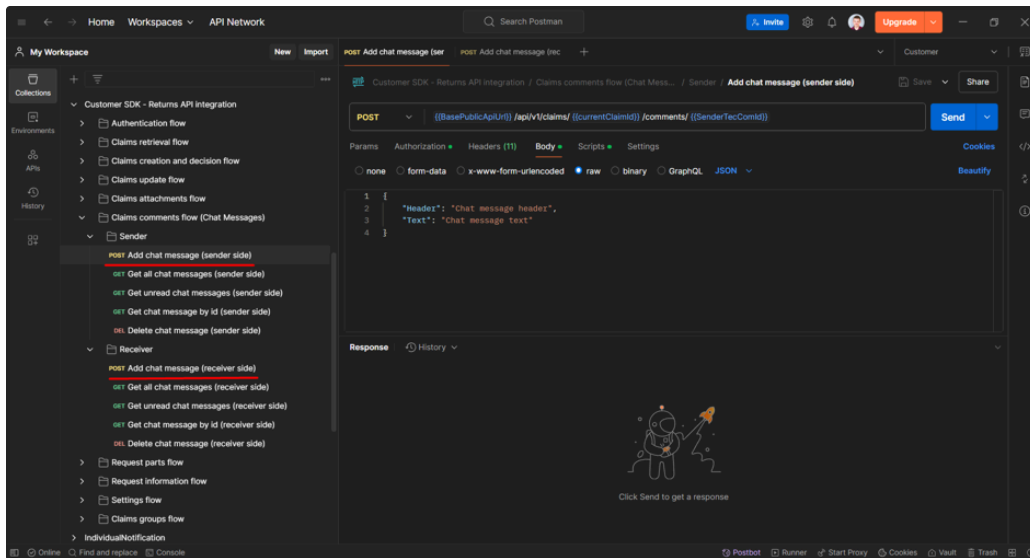 Home Workspaces API Network Search Postman Invite Upgrade
My Workspace New Import
POST Add chat message (ser POST Add chat message (rec Customer
Collections
Environments
APIs
History
Customer SDK - Returns API integration
Authentication flow
Claims retrieval flow
Claims creation and decision flow
Claims update flow
Claims attachments flow
Claims comments flow (Chat Messages)
Sender
POST Add chat message (sender side)
GET Get all chat messages (sender side)
GET Get unread chat messages (sender side)
GET Get chat message by id (sender side)
DEL Delete chat message (sender side)
Receiver
POST Add chat message (receiver side)
GET Get all chat messages (receiver side)
GET Get unread chat messages (receiver side)
GET Get chat message by id (receiver side)
DEL Delete chat message (receiver side)
Request parts flow
Request information flow
Settings flow
Claims groups flow
IndividualNotification
Customer SDK - Returns API integration / Claims comments flow (Chat Mess... / Sender / Add chat message (sender side) Save Share
POST {{BasePublicApiUrl}} /api/v1/claims/ {{currentClaimId}} /comments/ {{SenderTecComId}} Send
Params Authorization Headers (11) Body Scripts Settings Cookies
none form-data x-www-form-urlencoded raw binary GraphQL JSON Beautify
1 {
2 "Header": "Chat message header",
3 "Text": "Chat message text"
4 }
Response History
Click Send to get a response
Online Find and replace Console Postbot Runner Start Proxy Cookies Vault Trash